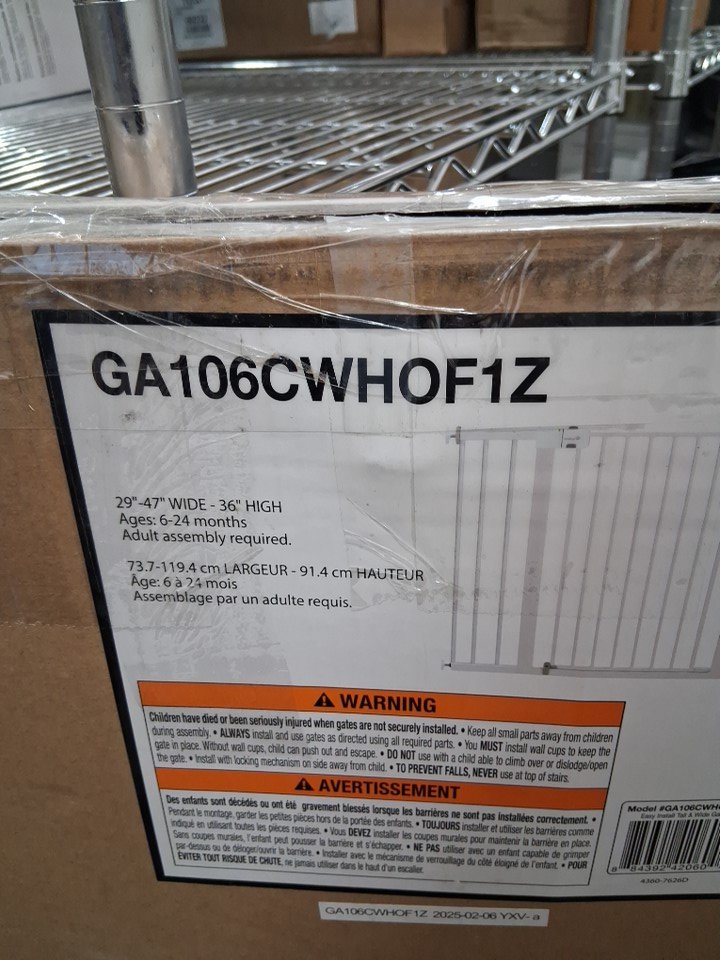 GA106CWHOF1Z
29"-47" WIDE - 36" HIGH
Ages: 6-24 months
Adult assembly required.
73.7-119.4 cm LARGEUR - 91.4 cm HAUTEUR
Âge: 6 à 24 mois
Assemblage par un adulte requis.
WARNING
Children have died or been seriously injured when gates are not securely installed. • Keep all small parts away from children
during assembly. • ALWAYS install and use gates as directed using all required parts. • You MUST install wall cups to keep the
gate in place. Without wall cups, child can push out and escape. • DO NOT use with a child able to climb over or dislodge/open
the gate. • Install with locking mechanism on side away from child. • TO PREVENT FALLS, NEVER use at top of stairs.
AVERTISSEMENT
Des enfants sont décédés ou ont été gravement blessés lorsque les barrières ne sont pas installées correctement. •
Pendant le montage, garder les petites pièces hors de la portée des enfants. • TOUJOURS installer et utiliser les barrières comme
indiqué en utilisant toutes les pièces requises. • Vous DEVEZ installer les coupes murales pour maintenir la barrière en place.
Sans coupes murales, l'enfant peut pousser la barrière et s'échapper. • NE PAS utiliser avec un enfant capable de grimper
par-dessus ou de déloger/ouvrir la barrière. • Installer avec le mécanisme de verrouillage du côté éloigné de l'enfant. • POUR
ÉVITER TOUT RISQUE DE CHUTE, ne jamais utiliser dans le haut d'un escalier.
Model #GA106CWH
Easy Install Tall & Wide Ga
8 84392 42060
4360-7626D
GA106CWHOF1Z 2025-02-06 YXV- a